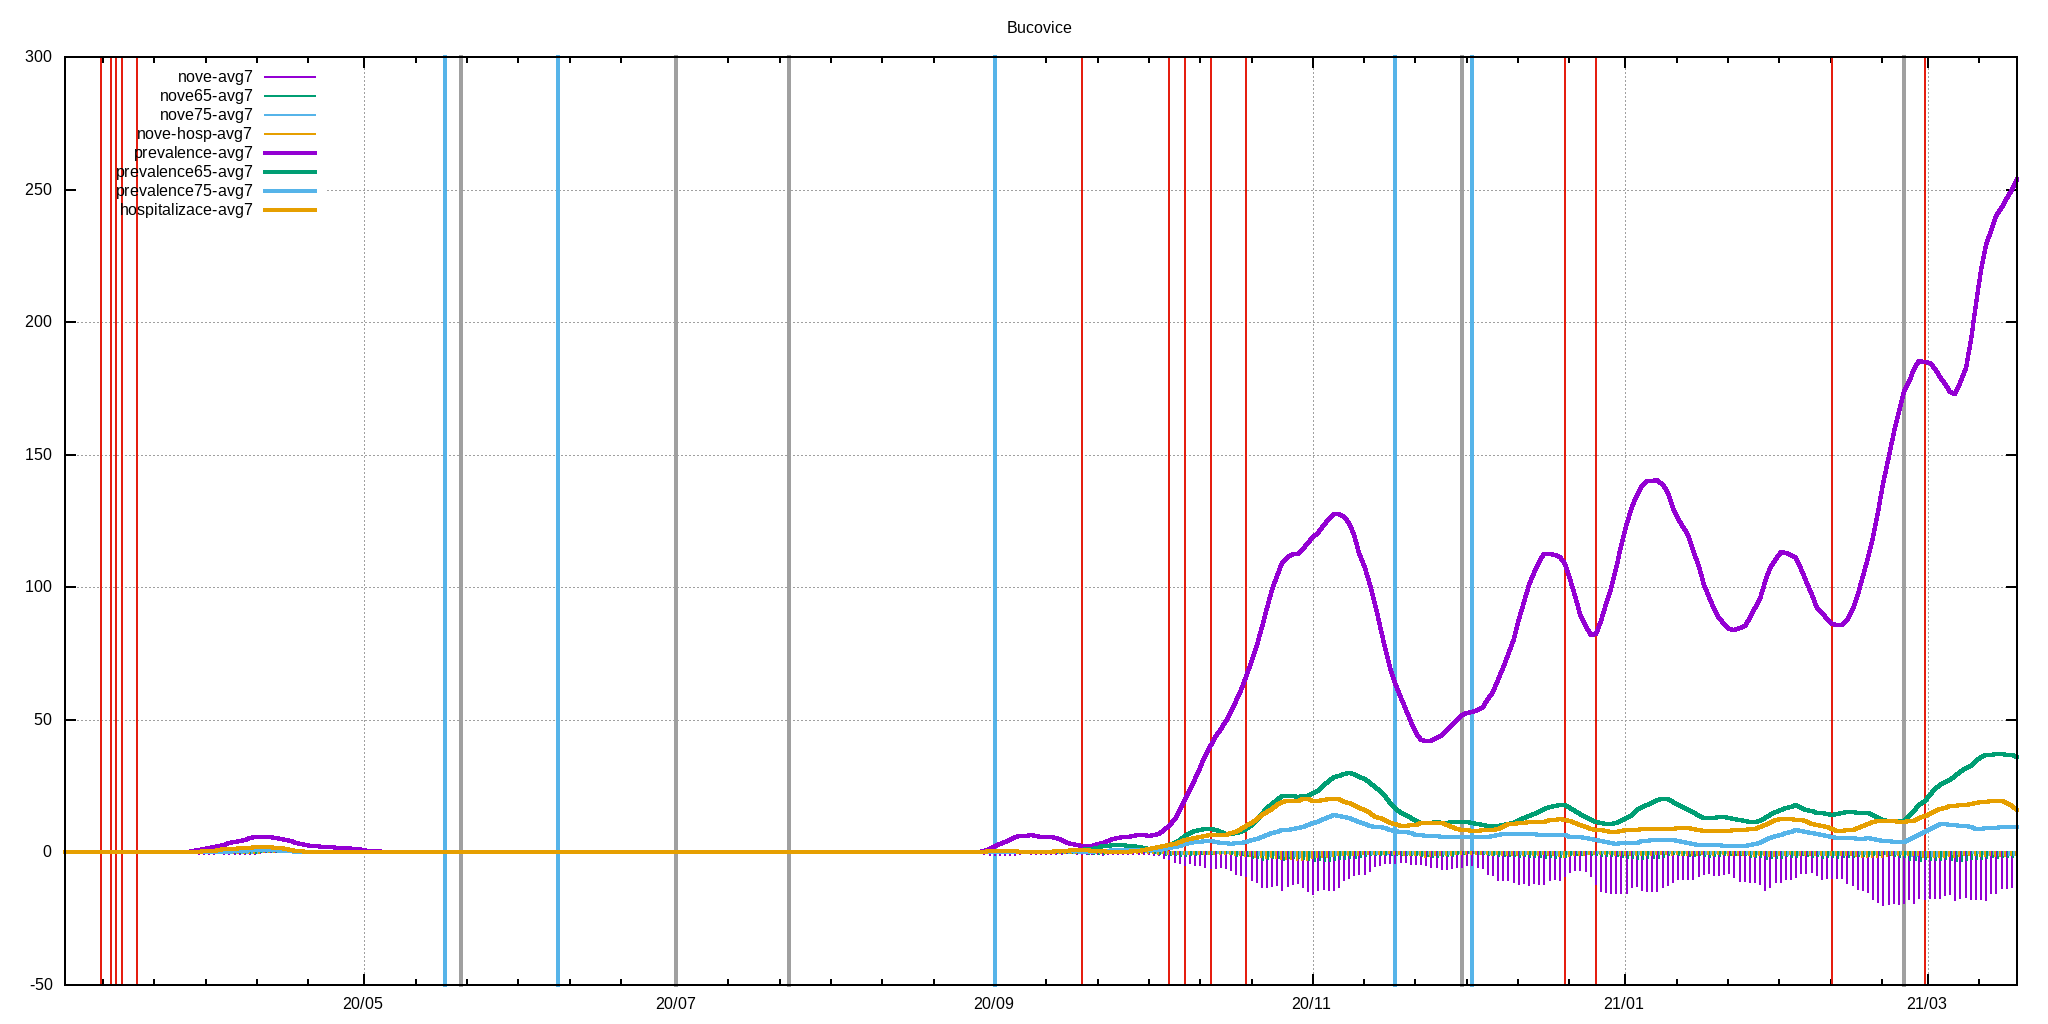 Bucovice
300
250
200
150
100
50
0
-50
nove-avg7
nove65-avg7
nove75-avg7
nove-hosp-avg7
prevalence-avg7
prevalence65-avg7
prevalence75-avg7
hospitalizace-avg7
20/05 20/07 20/09 20/11 21/01 21/03